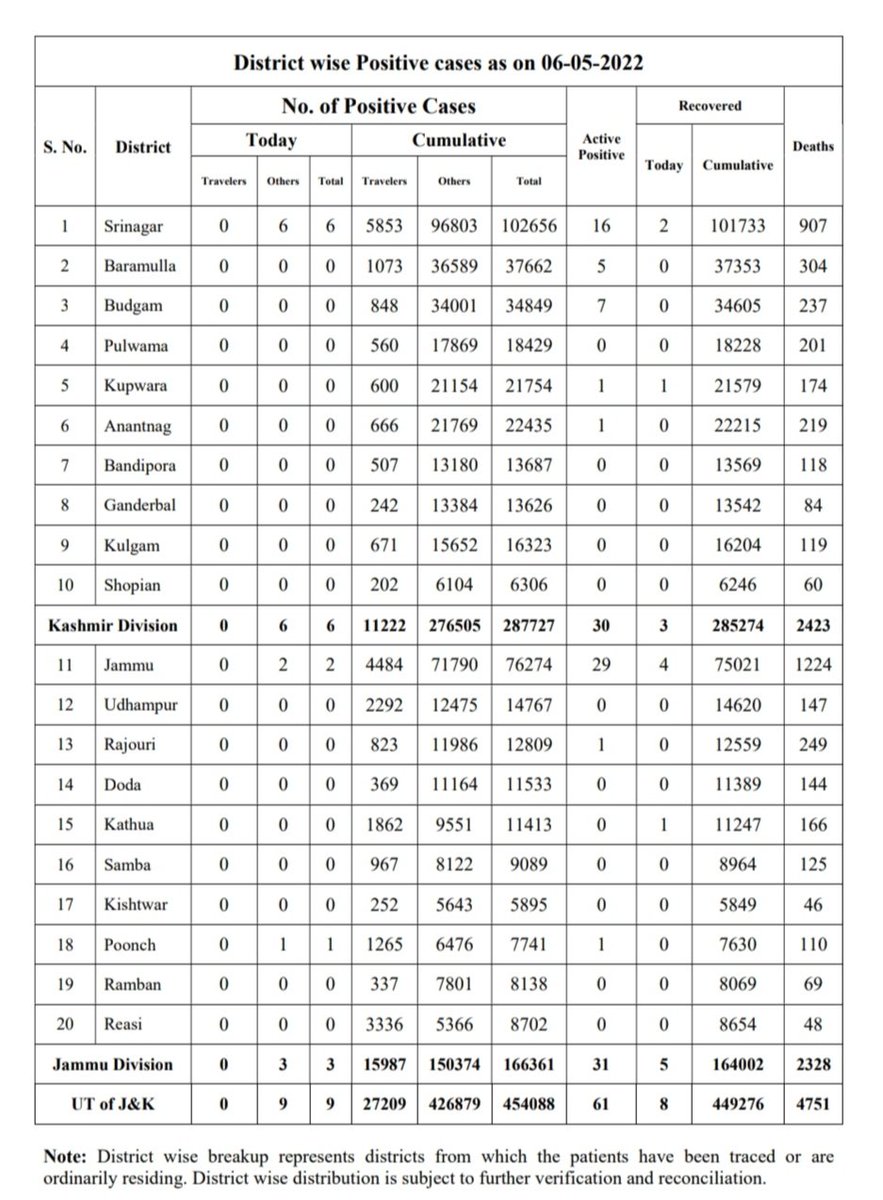 District wise Positive cases as on 06-05-2022
S. No. District No. of Positive Cases Active Positive Recovered Deaths
Today Cumulative Today Cumulative
Travelers Others Total Travelers Others Total
1 Srinagar 0 6 6 5853 96803 102656 16 2 101733 907
2 Baramulla 0 0 0 1073 36589 37662 5 0 37353 304
3 Budgam 0 0 0 848 34001 34849 7 0 34605 237
4 Pulwama 0 0 0 560 17869 18429 0 0 18228 201
5 Kupwara 0 0 0 600 21154 21754 1 1 21579 174
6 Anantnag 0 0 0 666 21769 22435 1 0 22215 219
7 Bandipora 0 0 0 507 13180 13687 0 0 13569 118
8 Ganderbal 0 0 0 242 13384 13626 0 0 13542 84
9 Kulgam 0 0 0 671 15652 16323 0 0 16204 119
10 Shopian 0 0 0 202 6104 6306 0 0 6246 60
Kashmir Division 0 6 6 11222 276505 287727 30 3 285274 2423
11 Jammu 0 2 2 4484 71790 76274 29 4 75021 1224
12 Udhampur 0 0 0 2292 12475 14767 0 0 14620 147
13 Rajouri 0 0 0 823 11986 12809 1 0 12559 249
14 Doda 0 0 0 369 11164 11533 0 0 11389 144
15 Kathua 0 0 0 1862 9551 11413 0 1 11247 166
16 Samba 0 0 0 967 8122 9089 0 0 8964 125
17 Kishtwar 0 0 0 252 5643 5895 0 0 5849 46
18 Poonch 0 1 1 1265 6476 7741 1 0 7630 110
19 Ramban 0 0 0 337 7801 8138 0 0 8069 69
20 Reasi 0 0 0 3336 5366 8702 0 0 8654 48
Jammu Division 0 3 3 15987 150374 166361 31 5 164002 2328
UT of J&K 0 9 9 27209 426879 454088 61 8 449276 4751
Note: District wise breakup represents districts from which the patients have been traced or are
ordinarily residing. District wise distribution is subject to further verification and reconciliation.